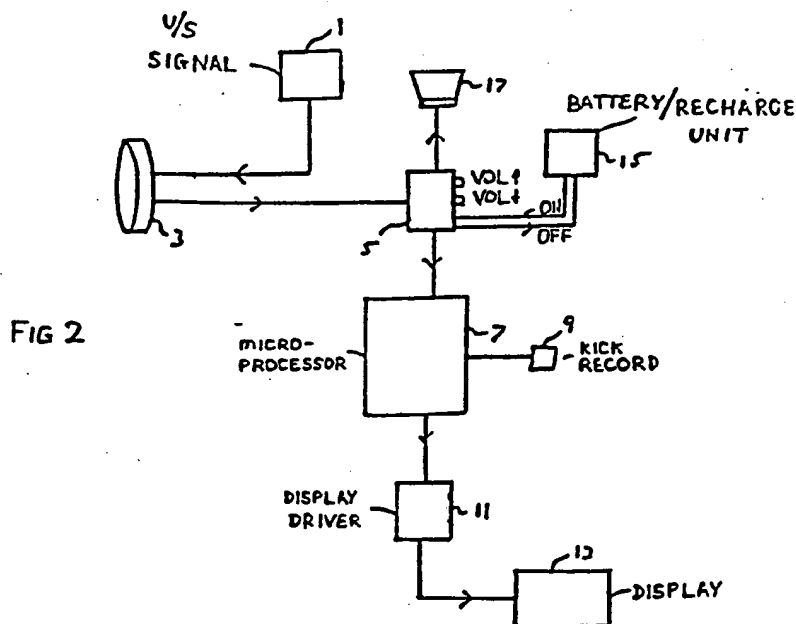 U/S
SIGNAL
1
17
BATTERY/RECHARGE
UNIT
15
VOL↑
VOL↓
ON
OFF
3
5
FIG 2
MICRO-
PROCESSOR
7
9
KICK
RECORD
DISPLAY
DRIVER
11
13
DISPLAY